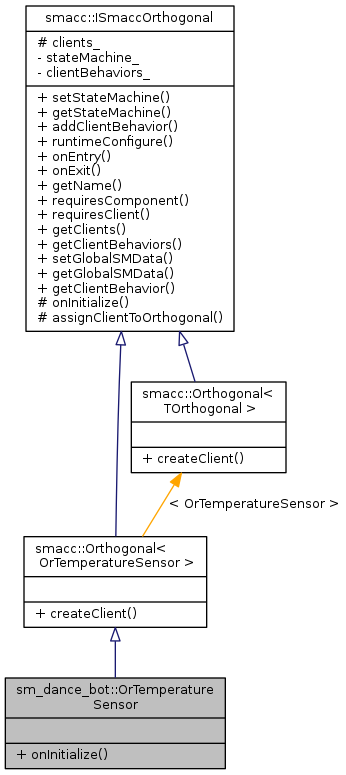 smacc::ISmaccOrthogonal
# clients_
- stateMachine_
- clientBehaviors_
+ setStateMachine()
+ getStateMachine()
+ addClientBehavior()
+ runtimeConfigure()
+ onEntry()
+ onExit()
+ getName()
+ requiresComponent()
+ requiresClient()
+ getClients()
+ getClientBehaviors()
+ setGlobalSMData()
+ getGlobalSMData()
+ getClientBehavior()
# onInitialize()
# assignClientToOrthogonal()
smacc::Orthogonal<
TOrthogonal >
+ createClient()
< OrTemperatureSensor >
smacc::Orthogonal<
OrTemperatureSensor >
+ createClient()
sm_dance_bot::OrTemperature
Sensor
+ onInitialize()